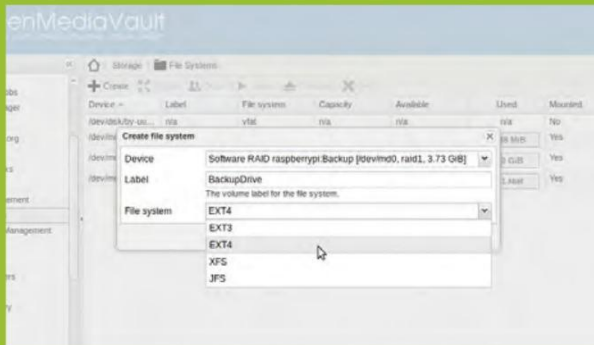 enMediaVault
Storage File Systems
Create
Device Label File system Capacity Available Used Mounted
/dev/disk/by-uu... n/a vfat n/a n/a n/a No
Create file system
Yes
Device Software RAID raspberrypi:Backup [/dev/md0, raid1, 3.73 GiB]
Yes
Label BackupDrive
The volume label for the file system.
Yes
File system EXT4
EXT3
EXT4
XFS
JFS
Management